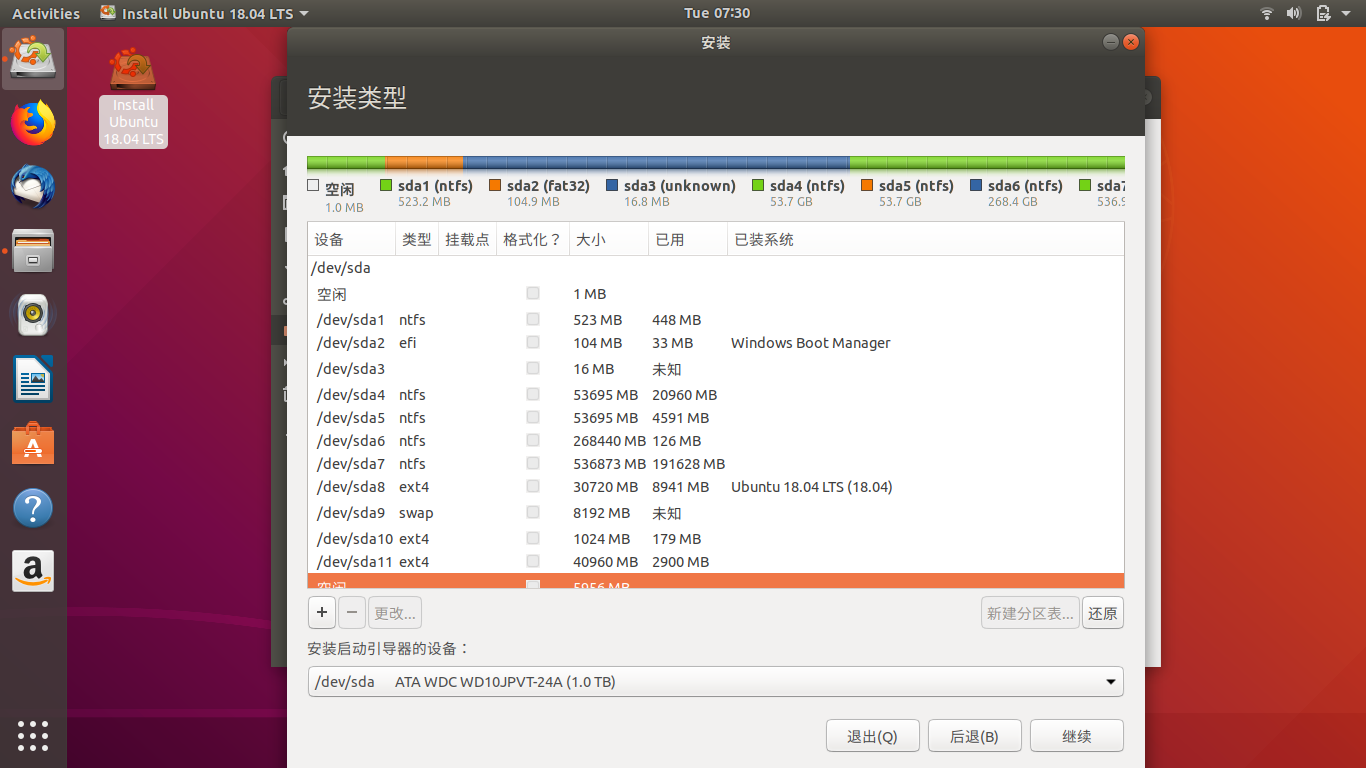 Activities Install Ubuntu 18.04 LTS Tue 07:30
Install
Ubuntu
18.04 LTS
安装
安装类型
空闲 sda1 (ntfs) sda2 (fat32) sda3 (unknown) sda4 (ntfs) sda5 (ntfs) sda6 (ntfs) sda7
1.0 MB 523.2 MB 104.9 MB 16.8 MB 53.7 GB 53.7 GB 268.4 GB 536.9
设备 类型 挂载点 格式化？ 大小 已用 已装系统
/dev/sda
空闲 1 MB
/dev/sda1 ntfs 523 MB 448 MB
/dev/sda2 efi 104 MB 33 MB Windows Boot Manager
/dev/sda3 16 MB 未知
/dev/sda4 ntfs 53695 MB 20960 MB
/dev/sda5 ntfs 53695 MB 4591 MB
/dev/sda6 ntfs 268440 MB 126 MB
/dev/sda7 ntfs 536873 MB 191628 MB
/dev/sda8 ext4 30720 MB 8941 MB Ubuntu 18.04 LTS (18.04)
/dev/sda9 swap 8192 MB 未知
/dev/sda10 ext4 1024 MB 179 MB
/dev/sda11 ext4 40960 MB 2900 MB
空闲 5956 MB
+ − 更改... 新建分区表... 还原
安装启动引导器的设备：
/dev/sda ATA WDC WD10JPVT-24A (1.0 TB)
退出(Q) 后退(B) 继续